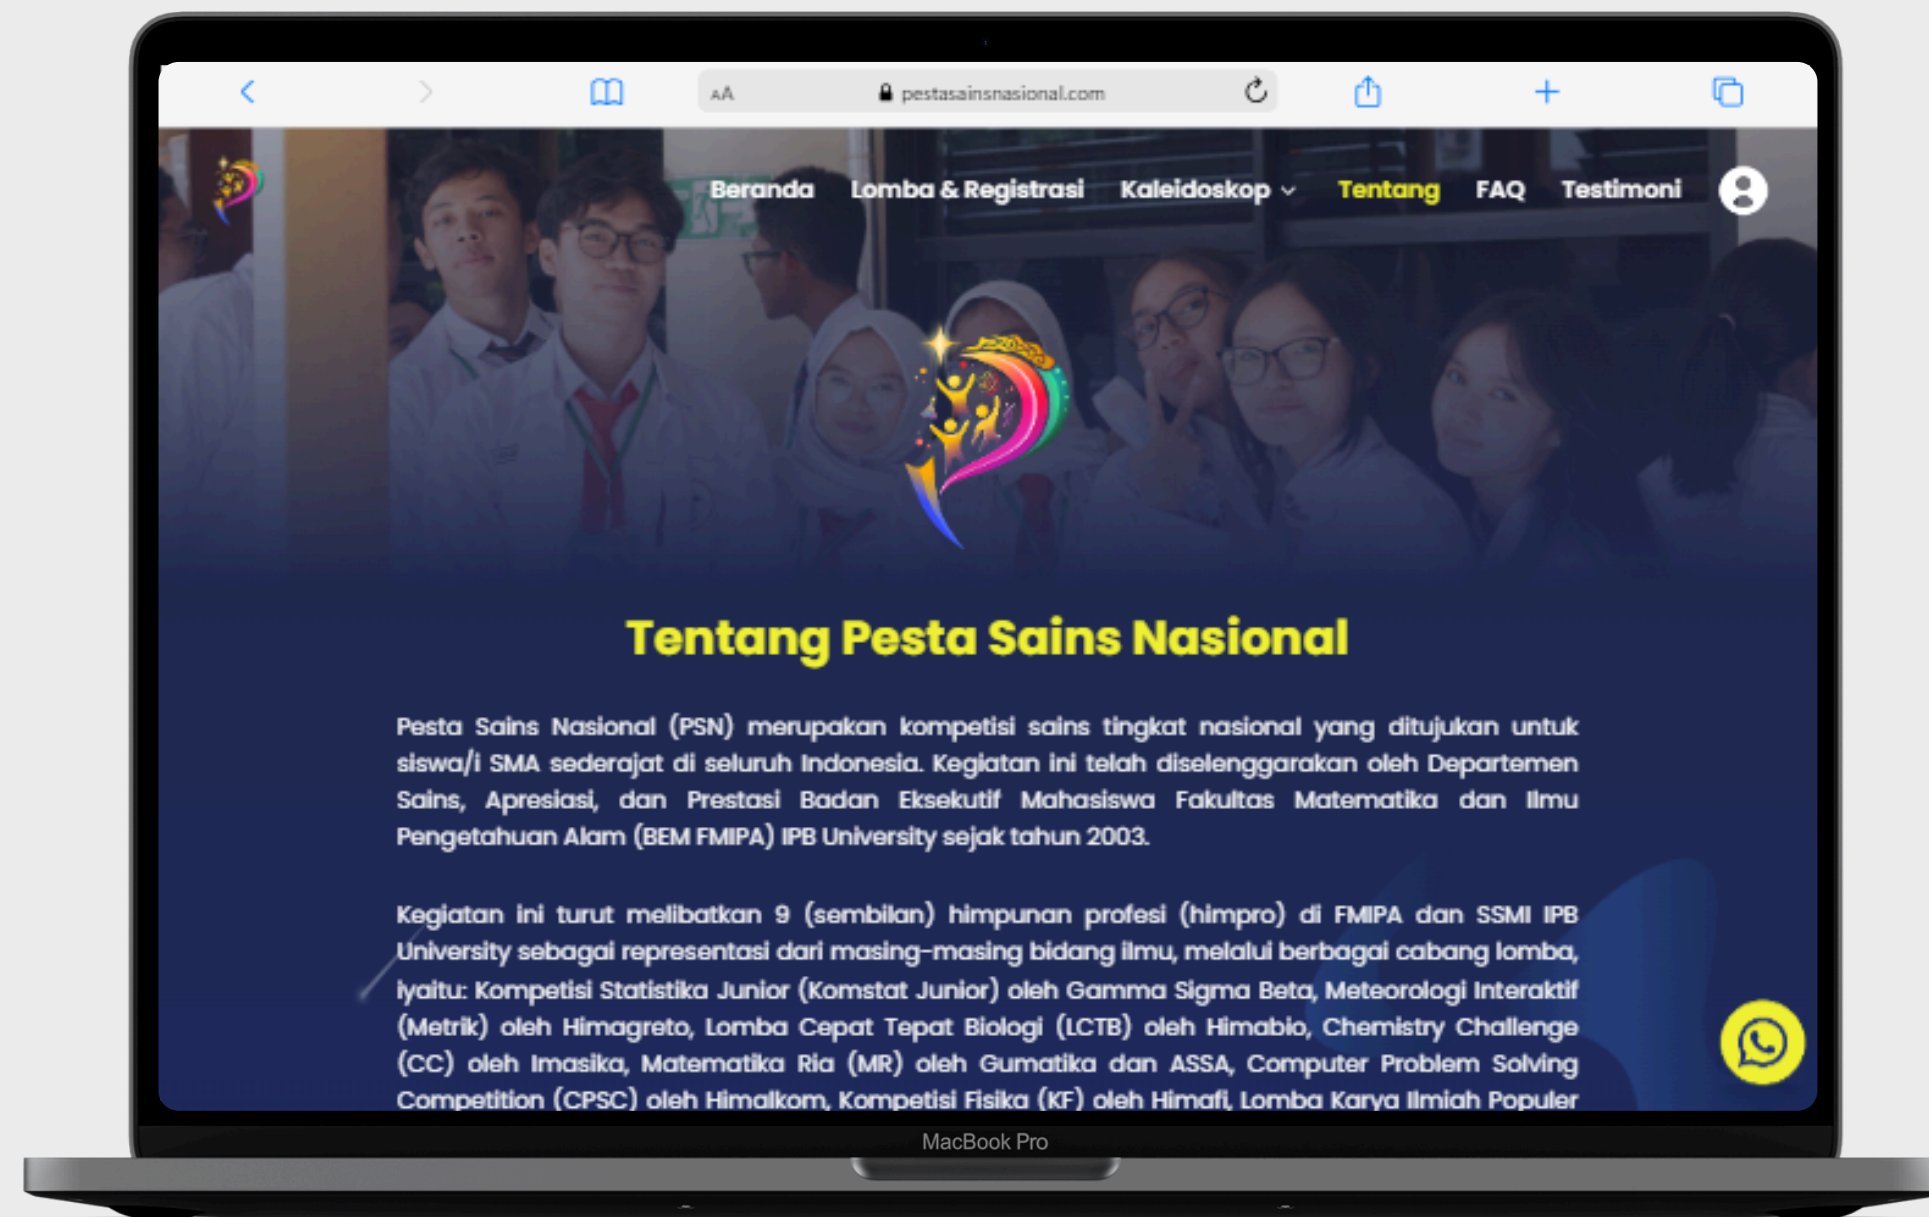 AA
pestasainsnasional.com
Beranda Lomba & Registrasi Kaleidoskop Tentang FAQ Testimoni
Tentang Pesta Sains Nasional
Pesta Sains Nasional (PSN) merupakan kompetisi sains tingkat nasional yang ditujukan untuk
siswa/i SMA sederajat di seluruh Indonesia. Kegiatan ini telah diselenggarakan oleh Departemen
Sains, Apresiasi, dan Prestasi Badan Eksekutif Mahasiswa Fakultas Matematika dan Ilmu
Pengetahuan Alam (BEM FMIPA) IPB University sejak tahun 2003.
Kegiatan ini turut melibatkan 9 (sembilan) himpunan profesi (himpro) di FMIPA dan SSMI IPB
University sebagai representasi dari masing-masing bidang ilmu, melalui berbagai cabang lomba,
iyaitu: Kompetisi Statistika Junior (Komstat Junior) oleh Gamma Sigma Beta, Meteorologi Interaktif
(Metrik) oleh Himagreto, Lomba Cepat Tepat Biologi (LCTB) oleh Himabio, Chemistry Challenge
(CC) oleh Imasika, Matematika Ria (MR) oleh Gumatika dan ASSA, Computer Problem Solving
Competition (CPSC) oleh Himalkom, Kompetisi Fisika (KF) oleh Himafi, Lomba Karya Ilmiah Populer
MacBook Pro